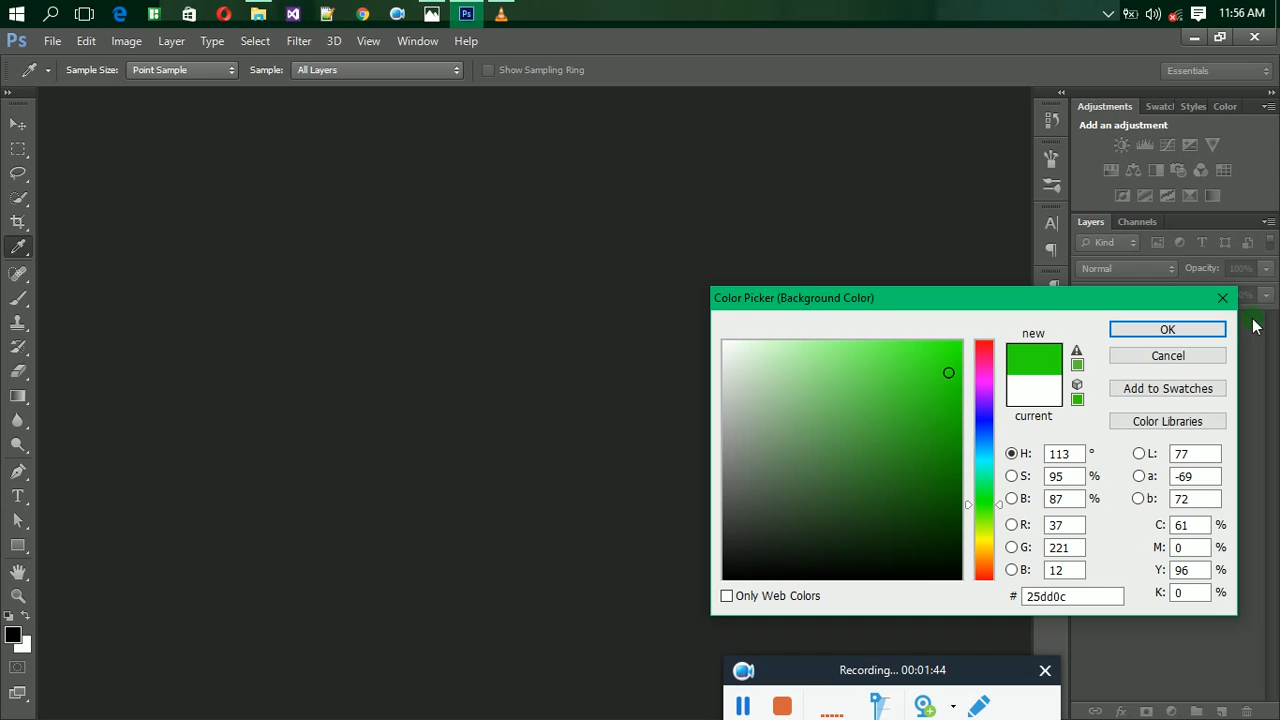 11:56 AM
Ps File Edit Image Layer Type Select Filter 3D View Window Help
Sample Size: Point Sample Sample: All Layers Show Sampling Ring Essentials
Adjustments Swatcl Styles Color
Add an adjustment
Layers Channels
Kind
Normal Opacity: 100%
Color Picker (Background Color)
new
OK
Cancel
Add to Swatches
current
Color Libraries
H: 113 ° L: 77
S: 95 % a: -69
B: 87 % b: 72
R: 37 C: 61 %
G: 221 M: 0 %
B: 12 Y: 96 %
Only Web Colors # 25dd0c K: 0 %
Recording... 00:01:44